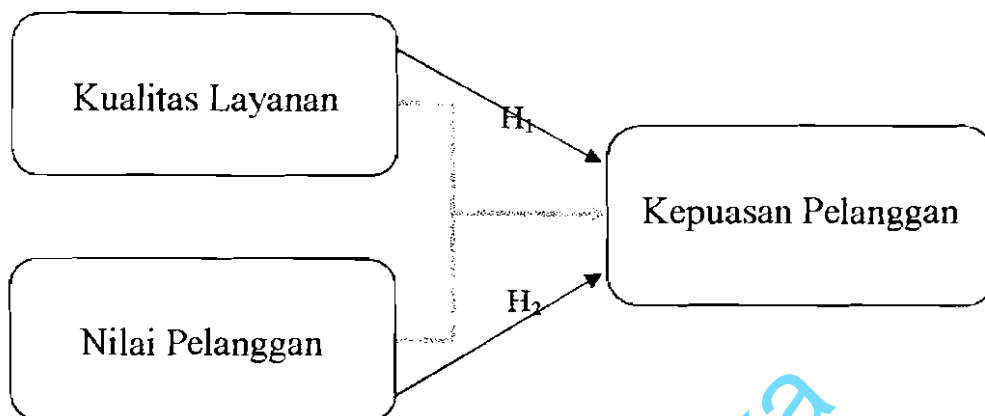 Kualitas Layanan
H₁
Kepuasan Pelanggan
H₂
Nilai Pelanggan